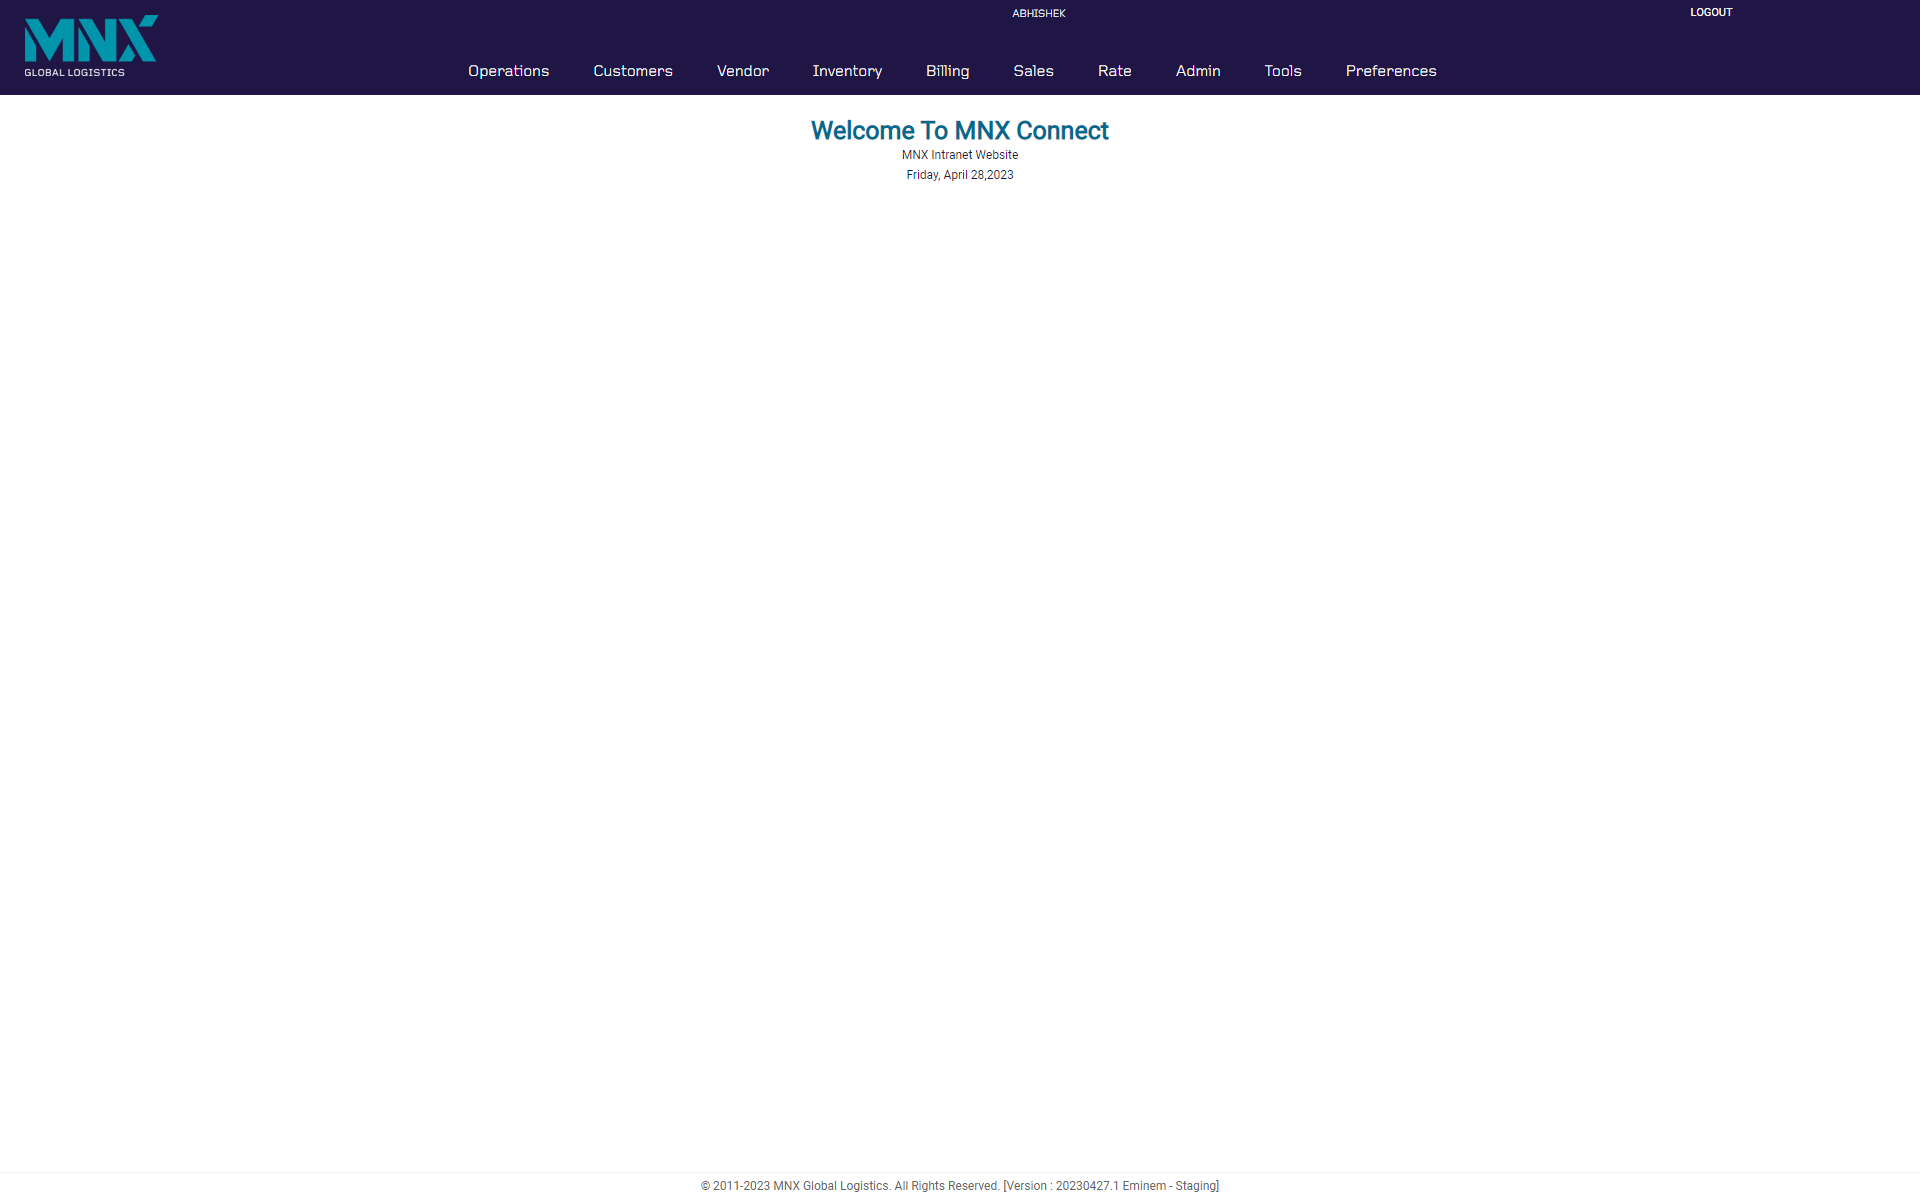 MNX
GLOBAL LOGISTICS
ABHISHEK
LOGOUT
Operations Customers Vendor Inventory Billing Sales Rate Admin Tools Preferences
Welcome To MNX Connect
MNX Intranet Website
Friday, April 28,2023
© 2011-2023 MNX Global Logistics. All Rights Reserved. [Version : 20230427.1 Eminem - Staging]